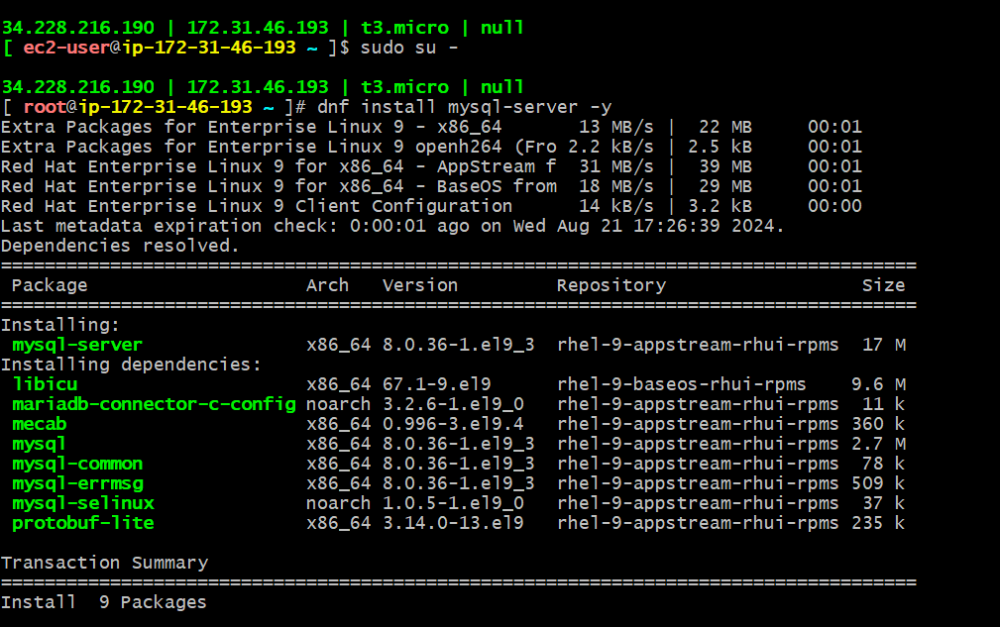 34.228.216.190 | 172.31.46.193 | t3.micro | null
[ ec2-user@ip-172-31-46-193 ~ ]$ sudo su -
34.228.216.190 | 172.31.46.193 | t3.micro | null
[ root@ip-172-31-46-193 ~ ]# dnf install mysql-server -y
Extra Packages for Enterprise Linux 9 - x86_64       13 MB/s |  22 MB     00:01
Extra Packages for Enterprise Linux 9 openh264 (Fro 2.2 kB/s | 2.5 kB     00:01
Red Hat Enterprise Linux 9 for x86_64 - AppStream f  31 MB/s |  39 MB     00:01
Red Hat Enterprise Linux 9 for x86_64 - BaseOS from  18 MB/s |  29 MB     00:01
Red Hat Enterprise Linux 9 Client Configuration      14 kB/s | 3.2 kB     00:00
Last metadata expiration check: 0:00:01 ago on Wed Aug 21 17:26:39 2024.
Dependencies resolved.
====================================================================================
 Package                    Arch   Version         Repository                  Size
====================================================================================
Installing:
 mysql-server               x86_64 8.0.36-1.el9_3  rhel-9-appstream-rhui-rpms  17 M
Installing dependencies:
 libicu                     x86_64 67.1-9.el9      rhel-9-baseos-rhui-rpms    9.6 M
 mariadb-connector-c-config noarch 3.2.6-1.el9_0   rhel-9-appstream-rhui-rpms  11 k
 mecab                      x86_64 0.996-3.el9.4   rhel-9-appstream-rhui-rpms 360 k
 mysql                      x86_64 8.0.36-1.el9_3  rhel-9-appstream-rhui-rpms 2.7 M
 mysql-common               x86_64 8.0.36-1.el9_3  rhel-9-appstream-rhui-rpms  78 k
 mysql-errmsg               x86_64 8.0.36-1.el9_3  rhel-9-appstream-rhui-rpms 509 k
 mysql-selinux              noarch 1.0.5-1.el9_0   rhel-9-appstream-rhui-rpms  37 k
 protobuf-lite              x86_64 3.14.0-13.el9   rhel-9-appstream-rhui-rpms 235 k
Transaction Summary
====================================================================================
Install  9 Packages